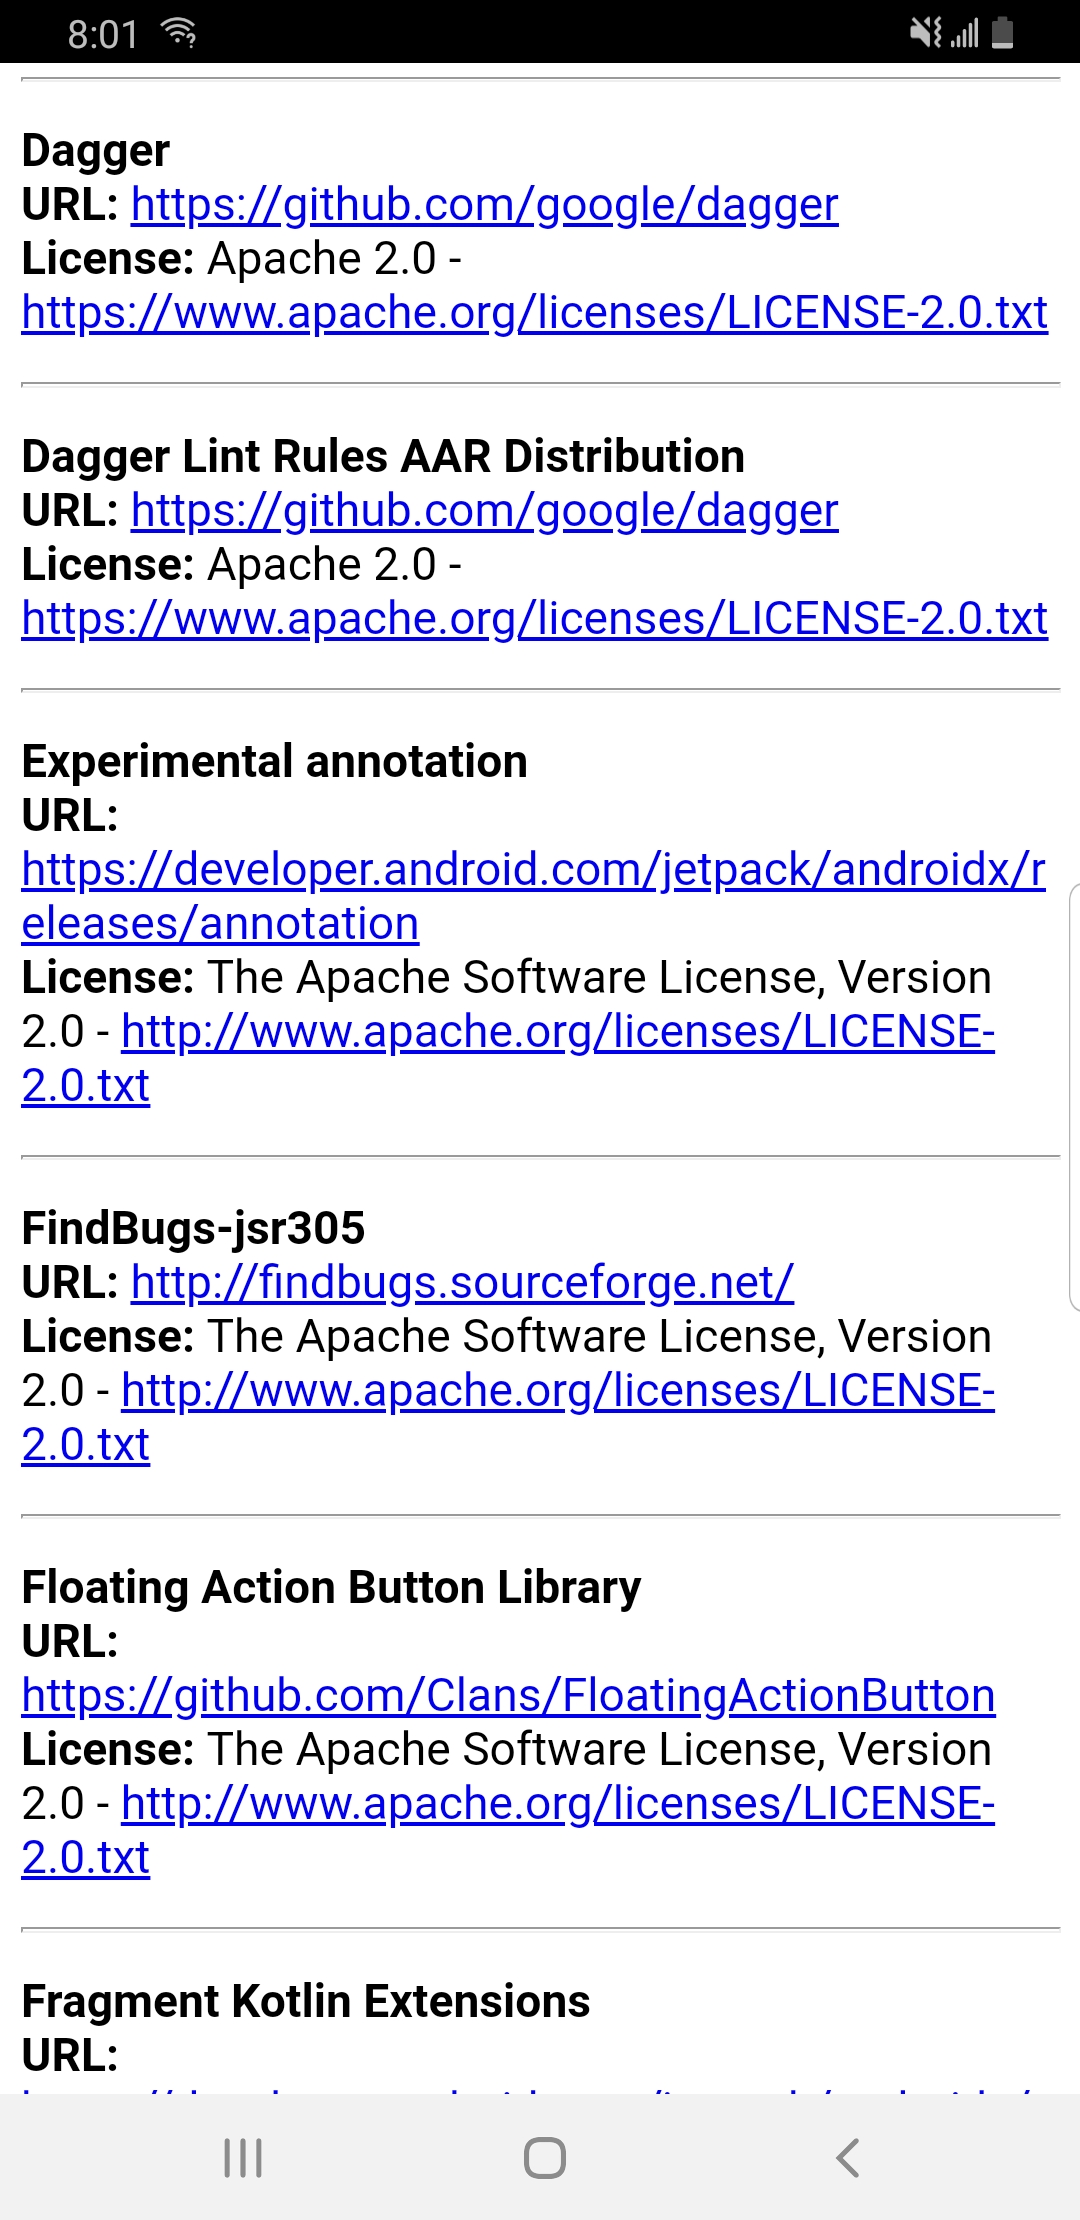 8:01
Dagger
URL: https://github.com/google/dagger
License: Apache 2.0 -
https://www.apache.org/licenses/LICENSE-2.0.txt
Dagger Lint Rules AAR Distribution
URL: https://github.com/google/dagger
License: Apache 2.0 -
https://www.apache.org/licenses/LICENSE-2.0.txt
Experimental annotation
URL:
https://developer.android.com/jetpack/androidx/r
eleases/annotation
License: The Apache Software License, Version
2.0 - http://www.apache.org/licenses/LICENSE-
2.0.txt
FindBugs-jsr305
URL: http://findbugs.sourceforge.net/
License: The Apache Software License, Version
2.0 - http://www.apache.org/licenses/LICENSE-
2.0.txt
Floating Action Button Library
URL:
https://github.com/Clans/FloatingActionButton
License: The Apache Software License, Version
2.0 - http://www.apache.org/licenses/LICENSE-
2.0.txt
Fragment Kotlin Extensions
URL: